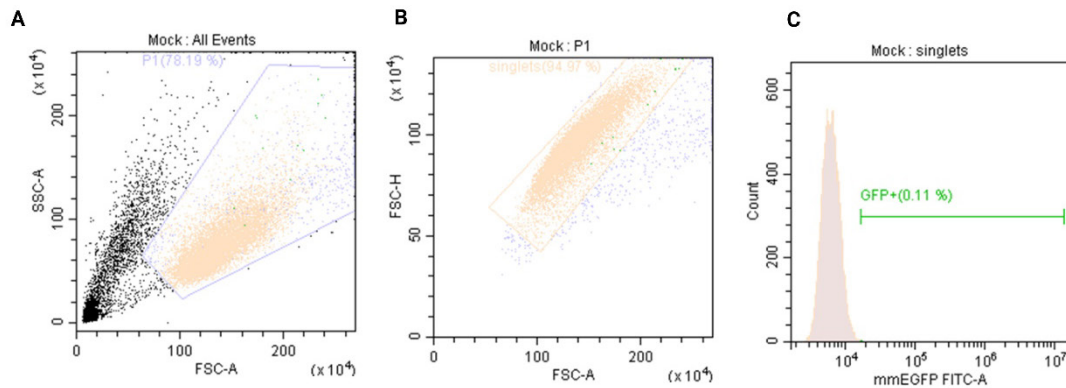 A
Mock : All Events
P1(78.19 %)
(x10⁴)
200
100
0
SSC-A
0
100
200
FSC-A
(x10⁴)
B
Mock : P1
singlets(94.97 %)
(x10⁴)
100
50
0
FSC-H
0
100
200
FSC-A
(x10⁴)
C
Mock : singlets
600
400
200
0
Count
GFP+(0.11 %)
10⁴
10⁵
10⁶
10⁷
mmEGFP FITC-A